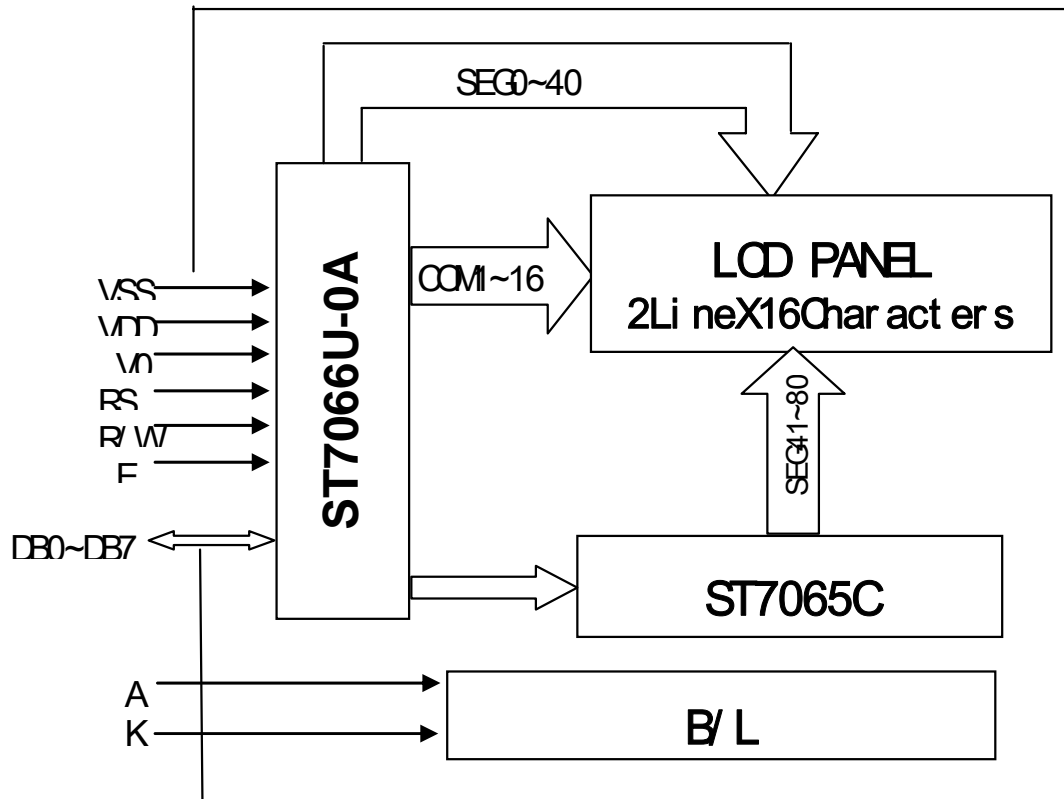 SEG0~40
ST7066U-0A
COM1~16
LCD PANEL
2LineX16Characters
VSS
VDD
V0
RS
R/W
E
SEG41~80
DB0~DB7
ST7065C
A
K
B/L